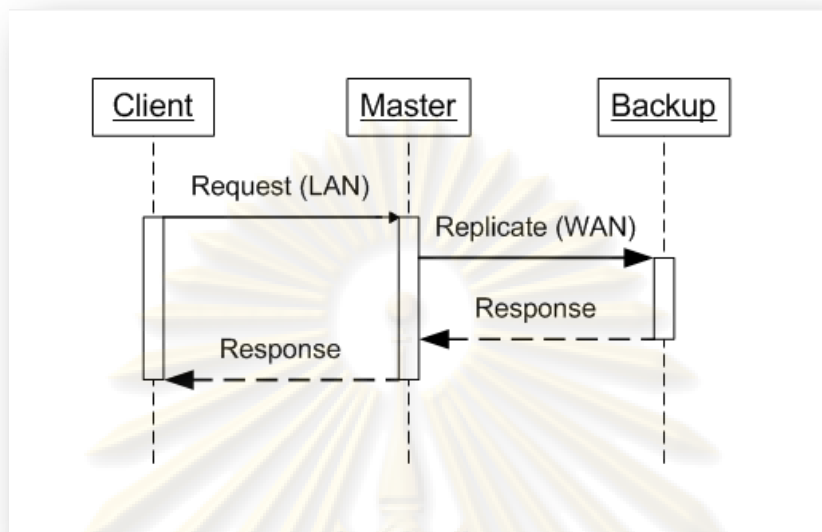 Client
Master
Backup
Request (LAN)
Replicate (WAN)
Response
Response